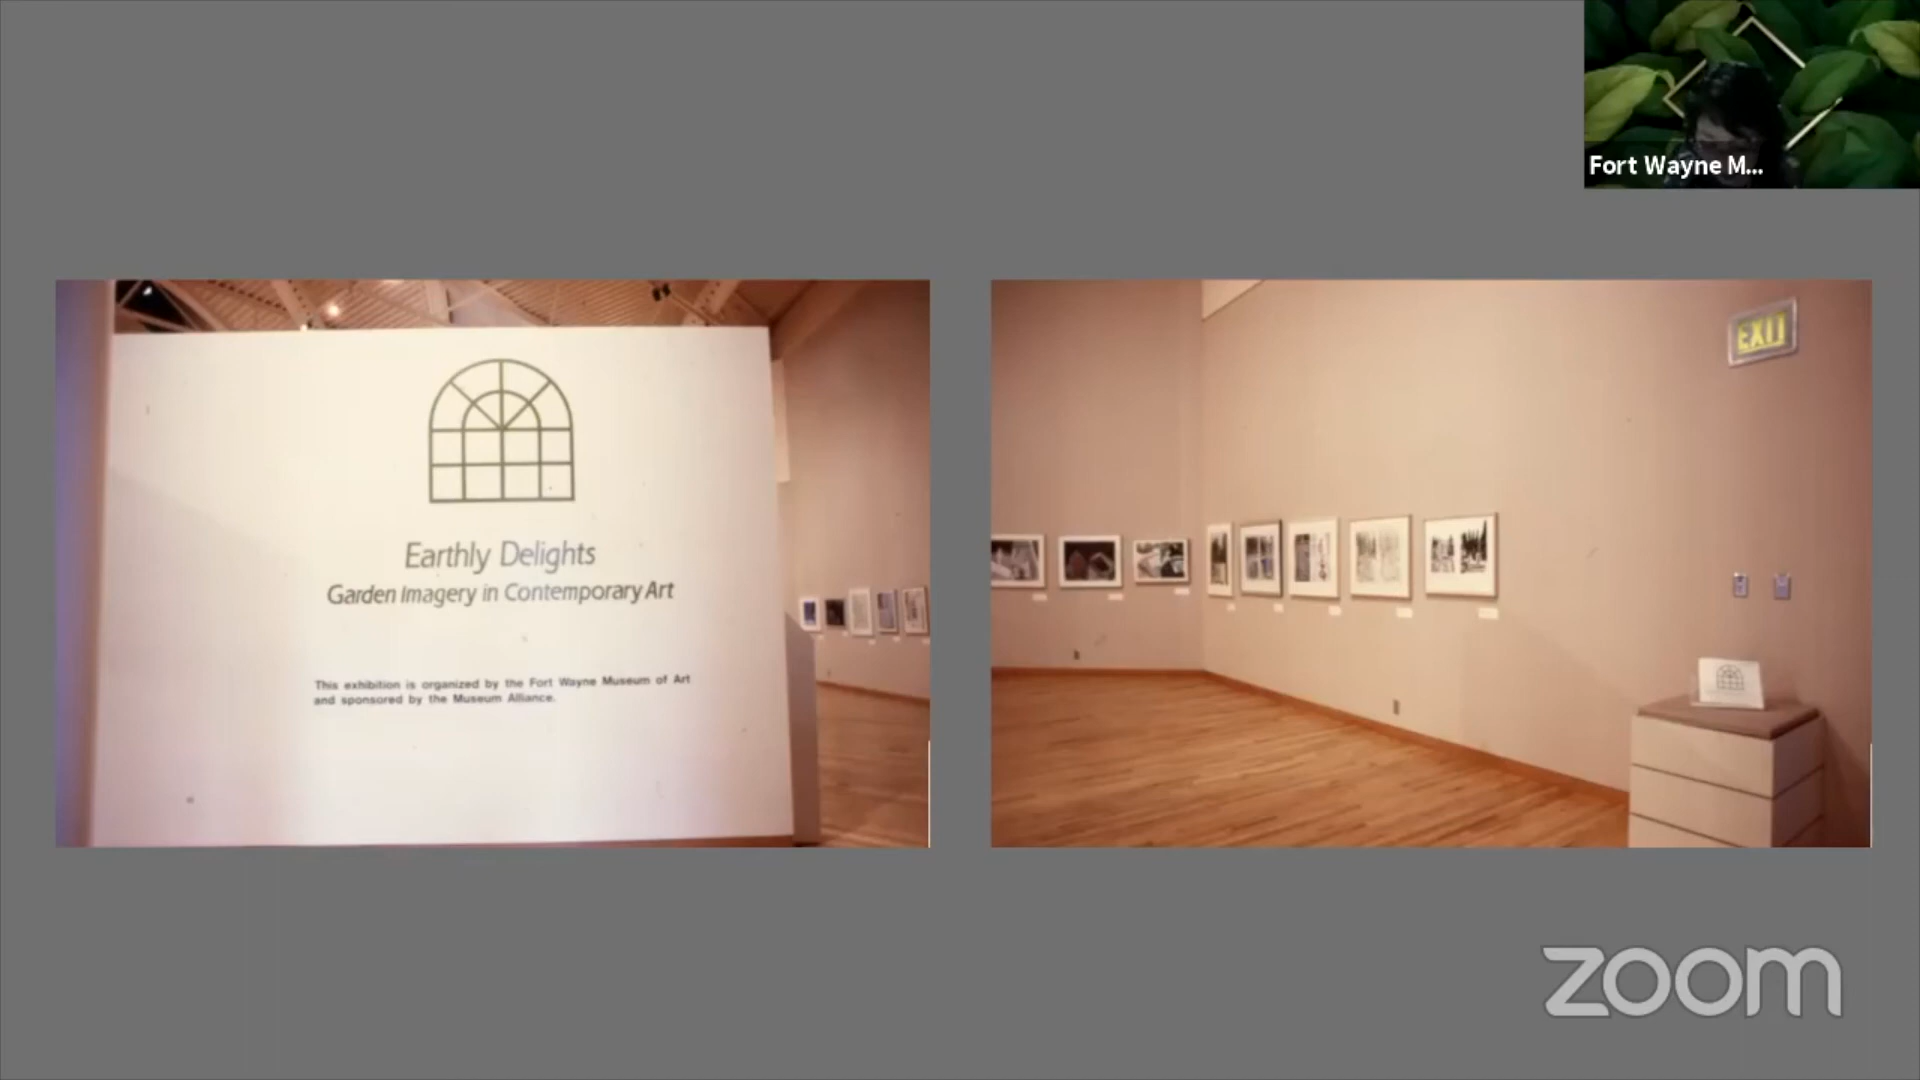 Fort Wayne M...
Earthly Delights
Garden Imagery in Contemporary Art
This exhibition is organized by the Fort Wayne Museum of Art
and sponsored by the Museum Alliance.
EXIT
zoom